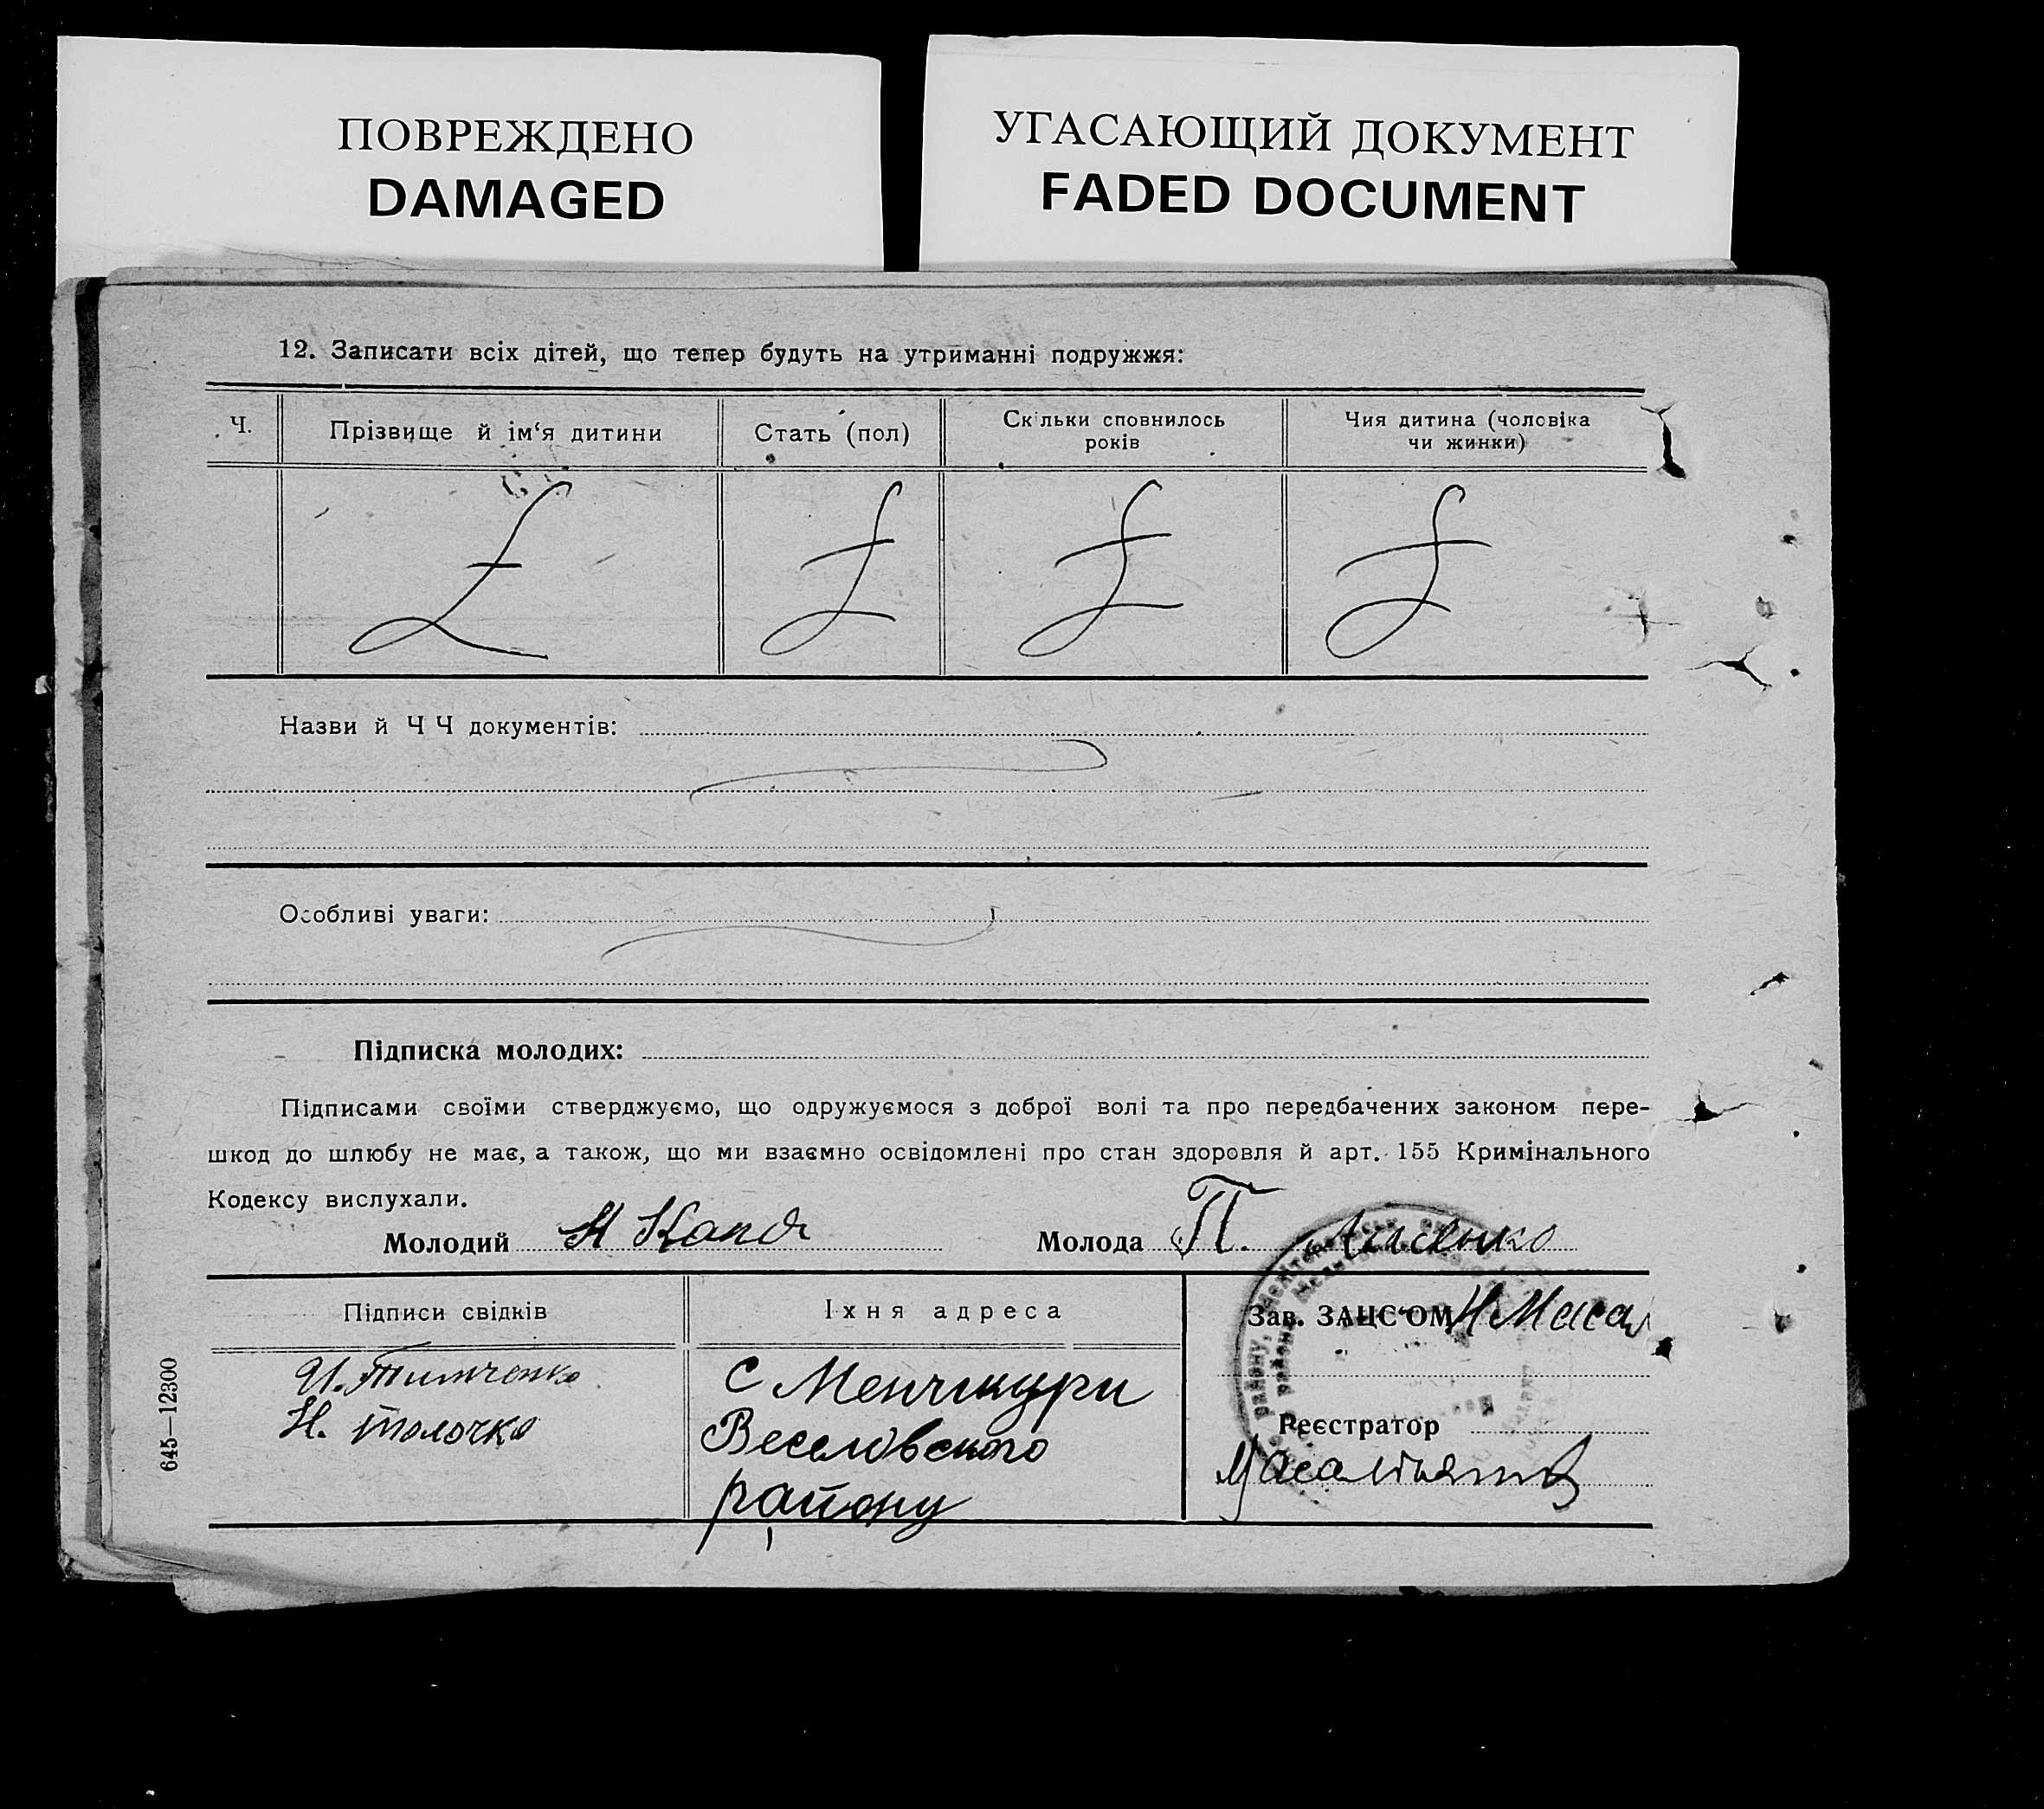 ПОВРЕЖДЕНО
DAMAGED
УГАСАЮЩИЙ ДОКУМЕНТ
FADED DOCUMENT
12. Записати всіх дітей, що тепер будуть на утриманні подружжя:
Ч.
Прізвище й ім‘я дитини
Стать (пол)
Скільки сповнилось
років
Чия дитина (чоловіка
чи жинки)
Назви й Ч Ч документів:
Особливі уваги:
Підписка молодих:
Підписами своїми стверджуємо, що одружуємося з доброї волі та про передбачених законом пере-
шкод до шлюбу не має, а також, що ми взаємно освідомлені про стан здоровля й арт. 155 Кримінального
Кодексу вислухали.
Молодий
Молода П.
Підписи свідків
Їхня адреса
Зав. ЗАЦС'ОМ
И. Тимченко
Н. Толочко
с Менчикури
Веселовского
району
Реєстратор
645—12300